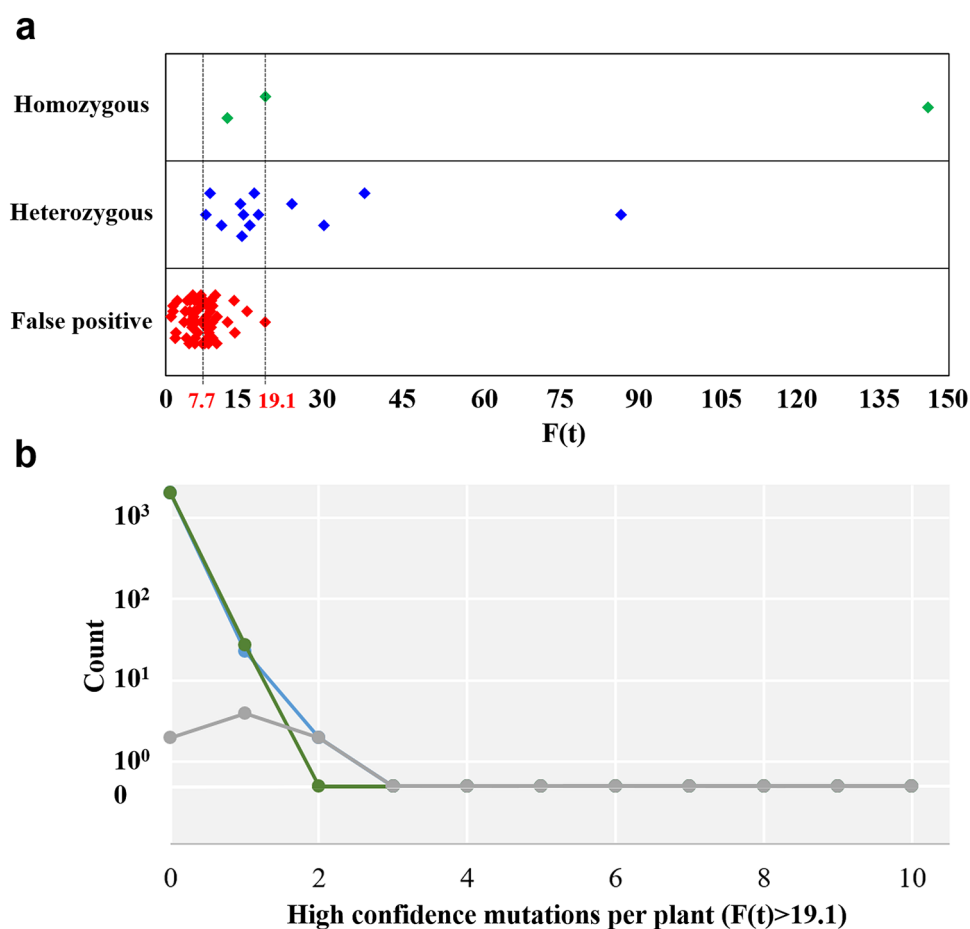 a
Homozygous
Heterozygous
False positive
0 7.7 15 19.1 30 45 60 75 90 105 120 135 150
F(t)
b
10³
10²
10¹
10⁰
0
Count
0 2 4 6 8 10
High confidence mutations per plant (F(t)>19.1)